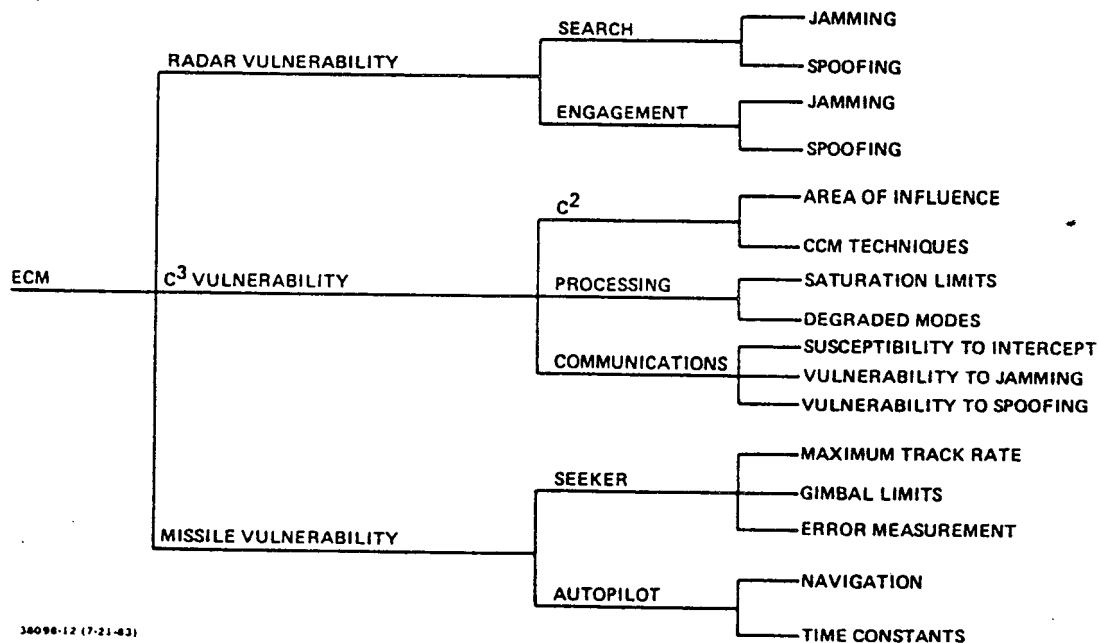 ECM
RADAR VULNERABILITY
SEARCH
JAMMING
SPOOFING
ENGAGEMENT
JAMMING
SPOOFING
C³ VULNERABILITY
C²
AREA OF INFLUENCE
CCM TECHNIQUES
PROCESSING
SATURATION LIMITS
DEGRADED MODES
COMMUNICATIONS
SUSCEPTIBILITY TO INTERCEPT
VULNERABILITY TO JAMMING
VULNERABILITY TO SPOOFING
MISSILE VULNERABILITY
SEEKER
MAXIMUM TRACK RATE
GIMBAL LIMITS
ERROR MEASUREMENT
AUTOPILOT
NAVIGATION
TIME CONSTANTS
38098-12 (7-21-83)